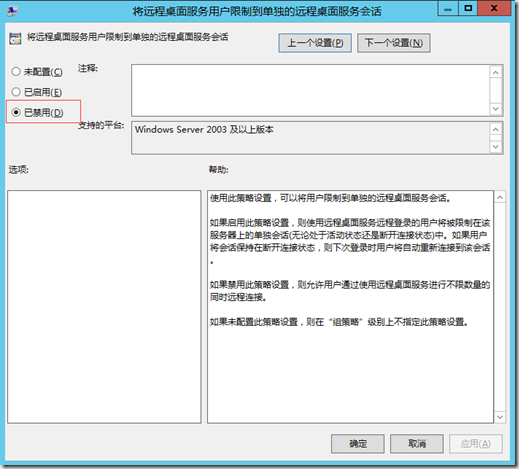 将远程桌面服务用户限制到单独的远程桌面服务会话
将远程桌面服务用户限制到单独的远程桌面服务会话
上一个设置(P)
下一个设置(N)
未配置(C)
注释:
已启用(E)
已禁用(D)
支持的平台:
Windows Server 2003 及以上版本
选项:
帮助:
使用此策略设置，可以将用户限制到单独的远程桌面服务会话。
如果启用此策略设置，则使用远程桌面服务远程登录的用户将被限制在该
服务器上的单独会话(无论处于活动状态还是断开连接状态)中。如果用户
将会话保持在断开连接状态，则下次登录时用户将自动重新连接到该会话
。
如果禁用此策略设置，则允许用户通过使用远程桌面服务进行不限数量的
同时远程连接。
如果未配置此策略设置，则在“组策略”级别上不指定此策略设置。
确定
取消
应用(A)